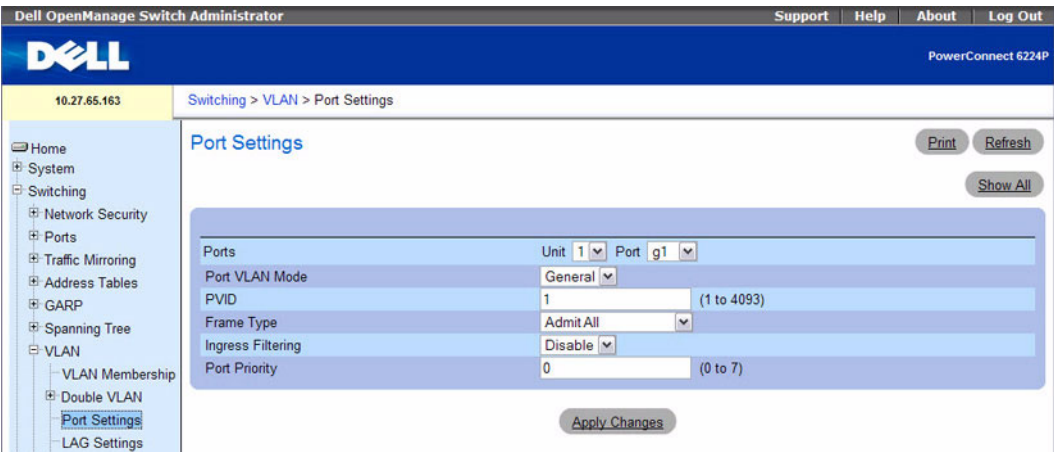 Dell OpenManage Switch Administrator
Support Help About Log Out
DELL
PowerConnect 6224P
10.27.65.163
Switching > VLAN > Port Settings
Home
System
Switching
Network Security
Ports
Traffic Mirroring
Address Tables
GARP
Spanning Tree
VLAN
VLAN Membership
Double VLAN
Port Settings
LAG Settings
Port Settings
Print Refresh
Show All
Ports Unit 1 Port g1
Port VLAN Mode General
PVID 1 (1 to 4093)
Frame Type Admit All
Ingress Filtering Disable
Port Priority 0 (0 to 7)
Apply Changes